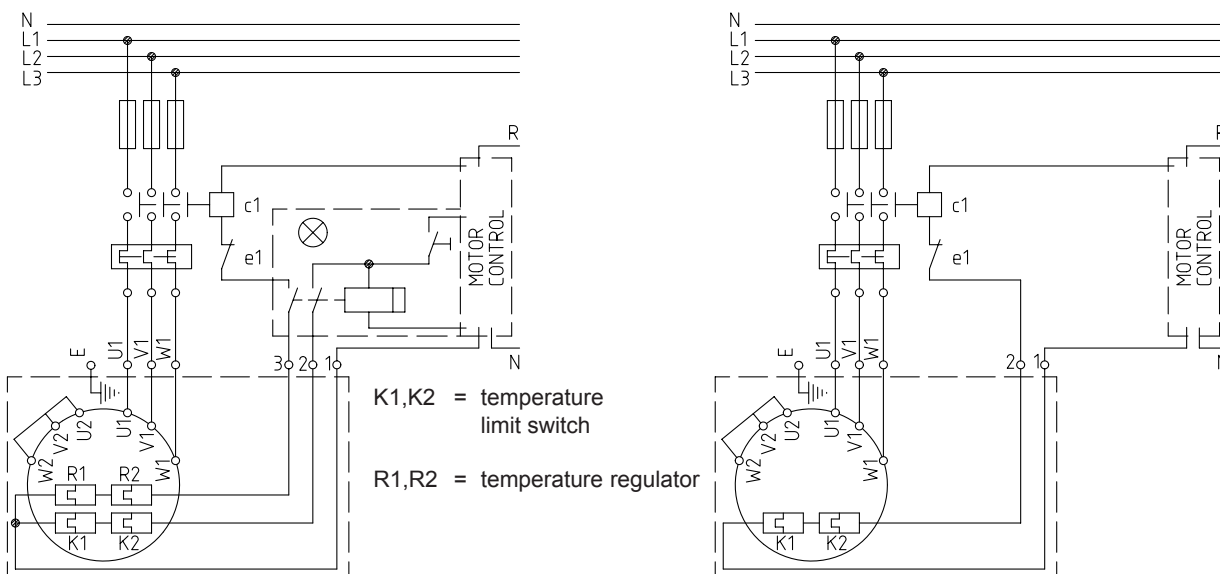 N
L1
L2
L3
R
c1
e1
MOTOR
CONTROL
E
U1
V1
W1
3
2
1
N
W2
V2
U2
U1
V1
W1
R1
R2
K1
K2
K1,K2 = temperature
limit switch
R1,R2 = temperature regulator
N
L1
L2
L3
c1
e1
MOTOR
CONTROL
E
U1
V1
W1
2
1
W2
V2
U2
U1
V1
W1
K1
K2